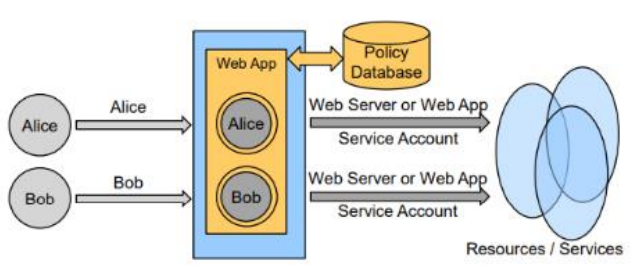 Policy
Database
Web App
Alice
Alice
Alice
Web Server or Web App
Service Account
Bob
Bob
Bob
Web Server or Web App
Service Account
Resources / Services